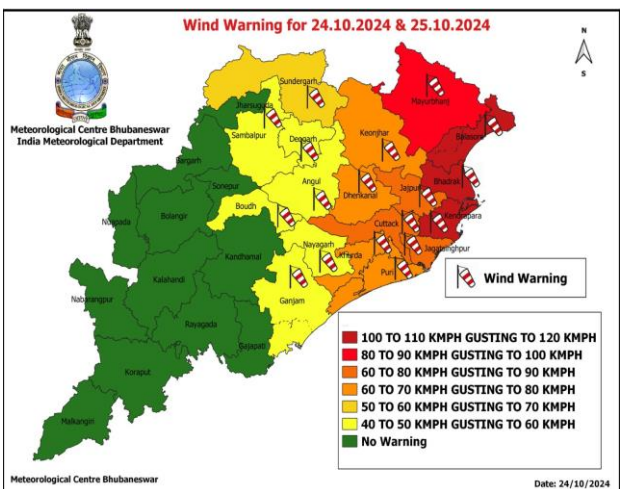 Wind Warning for 24.10.2024 & 25.10.2024
N
S
Meteorological Centre Bhubaneswar
India Meteorological Department
Sundergarh
Mayurbhanj
Jharsuguda
Balasore
Sambalpur
Deogarh
Keonjhar
Bargarh
Bhadrak
Sonepur
Angul
Dhenkanal
Jajpur
Boudh
Kendrapara
Nuapada
Bolangir
Cuttack
Jagatsinghpur
Nayagarh
Khurda
Kandhamal
Puri
Kalahandi
Ganjam
Nabarangpur
Rayagada
Gajapati
Koraput
Malkangiri
Wind Warning
100 TO 110 KMPH GUSTING TO 120 KMPH
80 TO 90 KMPH GUSTING TO 100 KMPH
60 TO 80 KMPH GUSTING TO 90 KMPH
60 TO 70 KMPH GUSTING TO 80 KMPH
50 TO 60 KMPH GUSTING TO 70 KMPH
40 TO 50 KMPH GUSTING TO 60 KMPH
No Warning
Meteorological Centre Bhubaneswar
Date: 24/10/2024